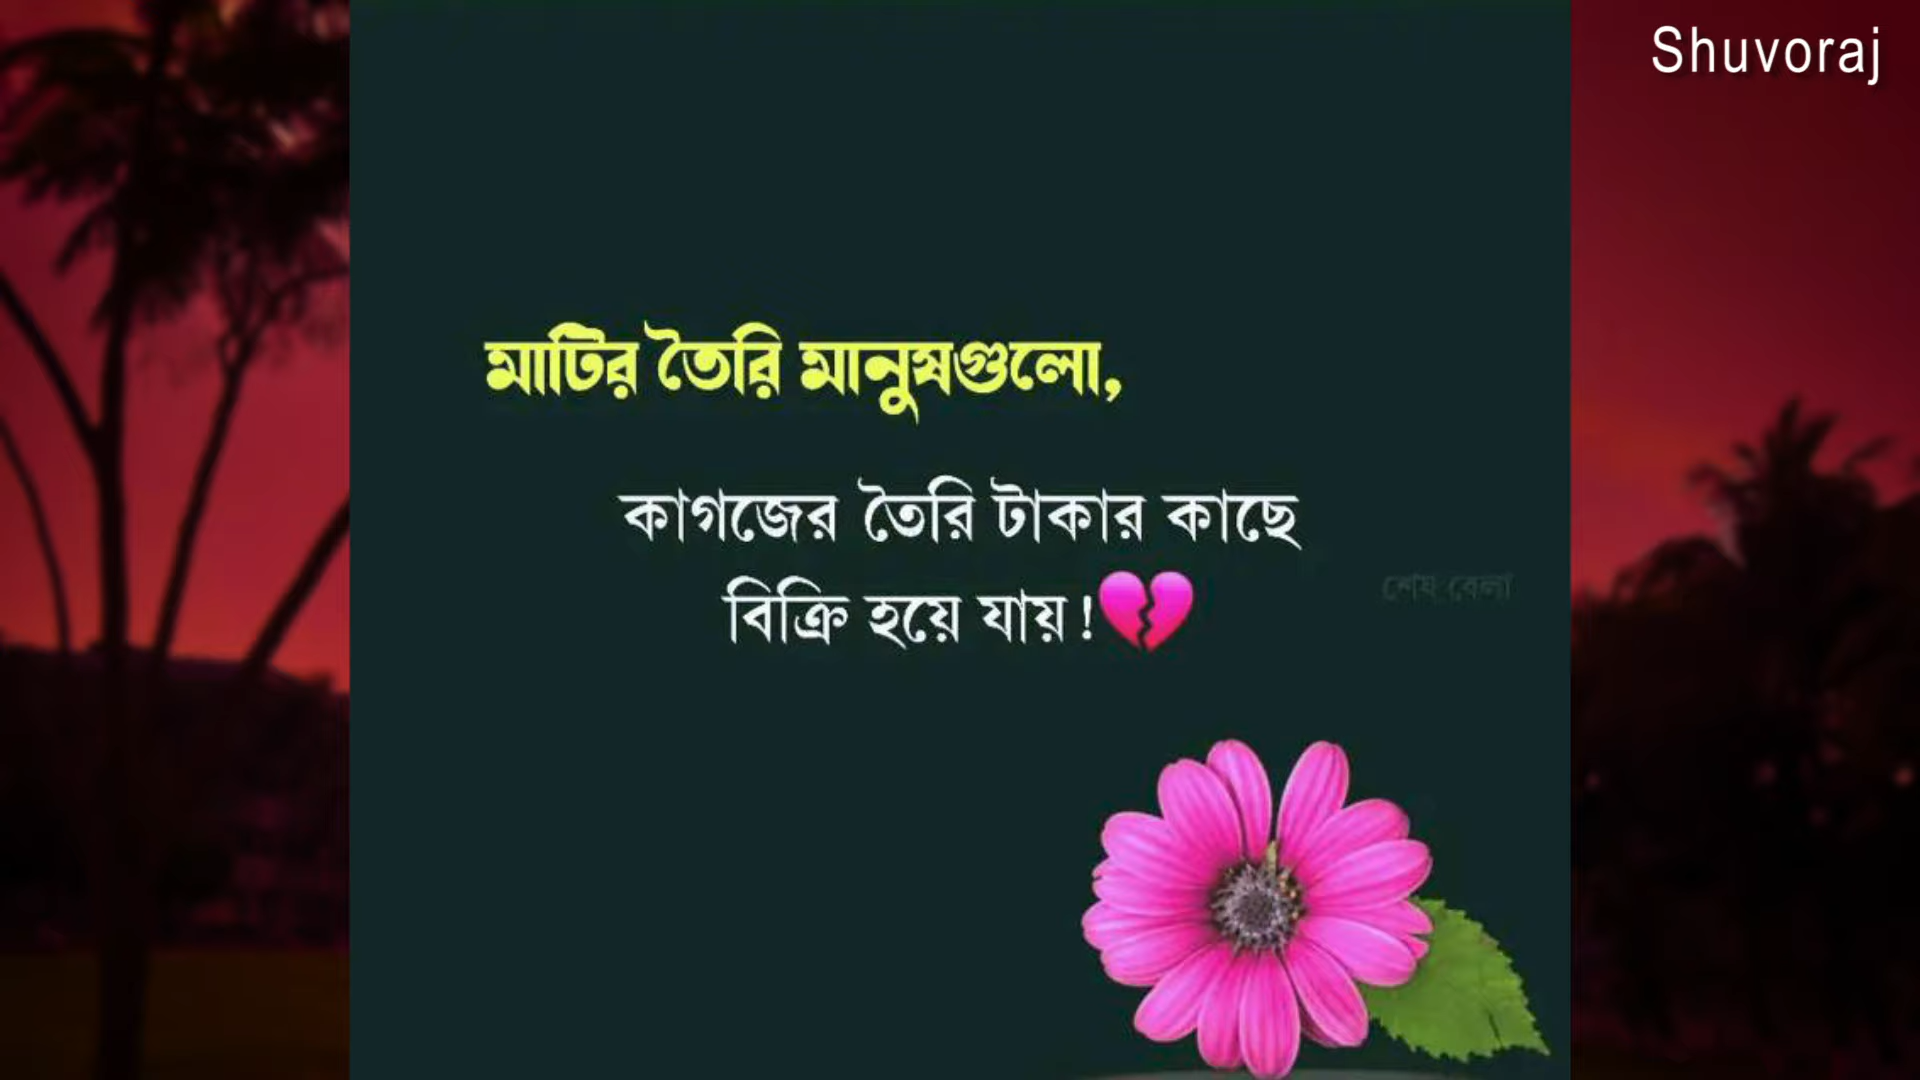 Shuvoraj
মাটির তৈরি মানুষগুলো,
কাগজের তৈরি টাকার কাছে
বিক্রি হয়ে যায়!💔
শেষ বেলা